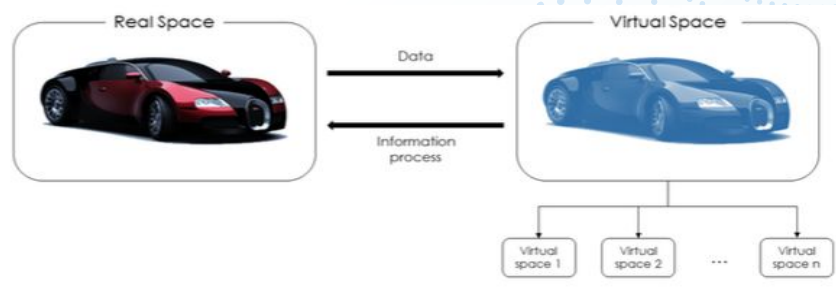 Real Space
Virtual Space
Data
Information
process
Virtual
space 1
Virtual
space 2
...
Virtual
space n